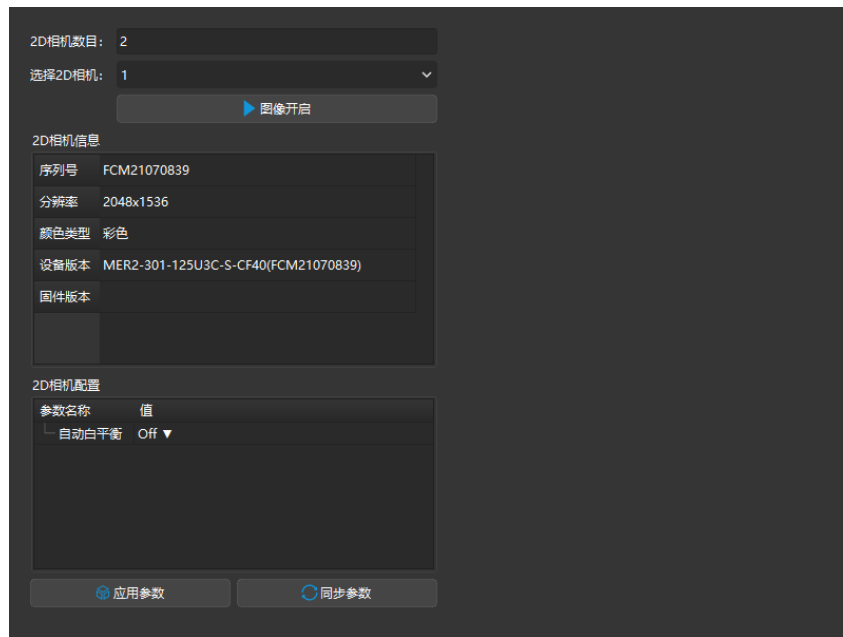 2D相机数目： 2
选择2D相机： 1
图像开启
2D相机信息
序列号 FCM21070839
分辨率 2048x1536
颜色类型 彩色
设备版本 MER2-301-125U3C-S-CF40(FCM21070839)
固件版本
2D相机配置
参数名称 值
自动白平衡 Off ▼
应用参数 同步参数